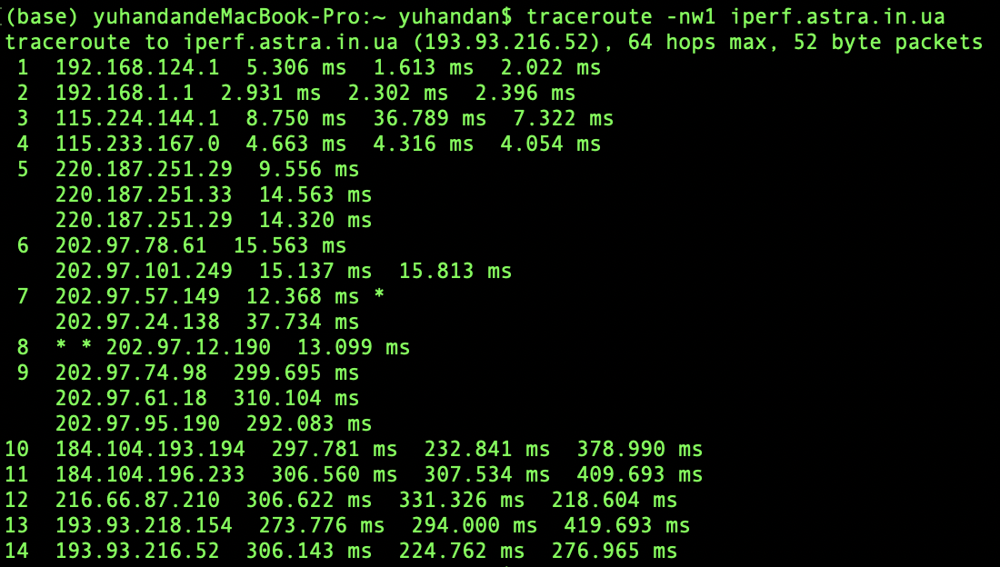 (base) yuhandandeMacBook-Pro:~ yuhandan$ traceroute -nw1 iperf.astra.in.ua
traceroute to iperf.astra.in.ua (193.93.216.52), 64 hops max, 52 byte packets
 1  192.168.124.1  5.306 ms  1.613 ms  2.022 ms
 2  192.168.1.1  2.931 ms  2.302 ms  2.396 ms
 3  115.224.144.1  8.750 ms  36.789 ms  7.322 ms
 4  115.233.167.0  4.663 ms  4.316 ms  4.054 ms
 5  220.187.251.29  9.556 ms
    220.187.251.33  14.563 ms
    220.187.251.29  14.320 ms
 6  202.97.78.61  15.563 ms
    202.97.101.249  15.137 ms  15.813 ms
 7  202.97.57.149  12.368 ms *
    202.97.24.138  37.734 ms
 8  * * 202.97.12.190  13.099 ms
 9  202.97.74.98  299.695 ms
    202.97.61.18  310.104 ms
    202.97.95.190  292.083 ms
10  184.104.193.194  297.781 ms  232.841 ms  378.990 ms
11  184.104.196.233  306.560 ms  307.534 ms  409.693 ms
12  216.66.87.210  306.622 ms  331.326 ms  218.604 ms
13  193.93.218.154  273.776 ms  294.000 ms  419.693 ms
14  193.93.216.52  306.143 ms  224.762 ms  276.965 ms